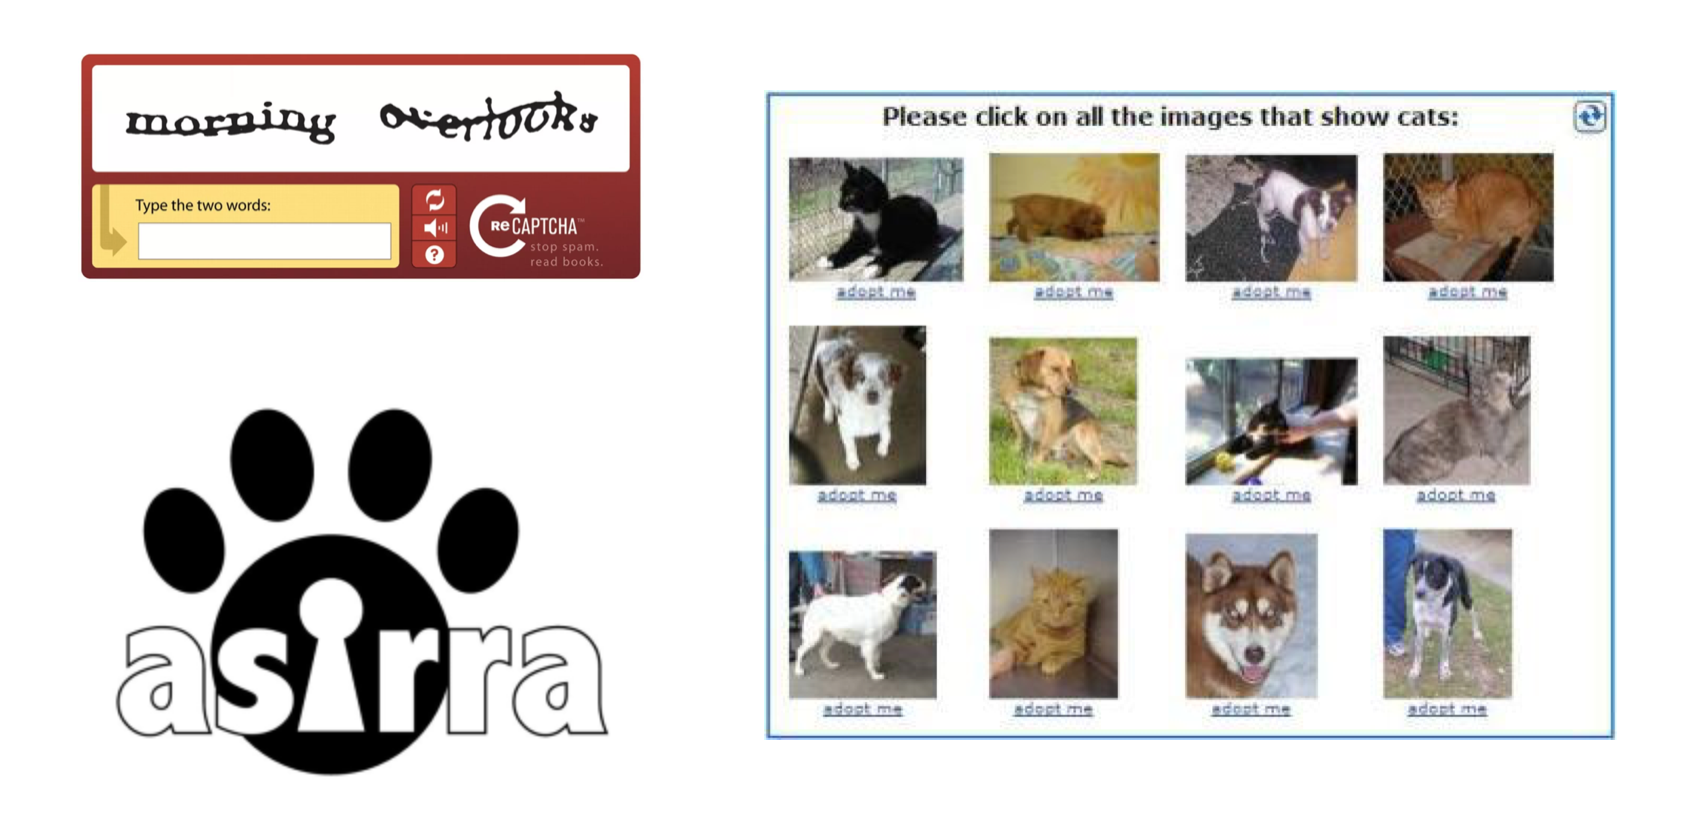 morning overlooks
Type the two words:
reCAPTCHA™
stop spam.
read books.
asirra
Please click on all the images that show cats:
adopt me adopt me adopt me adopt me
adopt me adopt me adopt me adopt me
adopt me adopt me adopt me adopt me